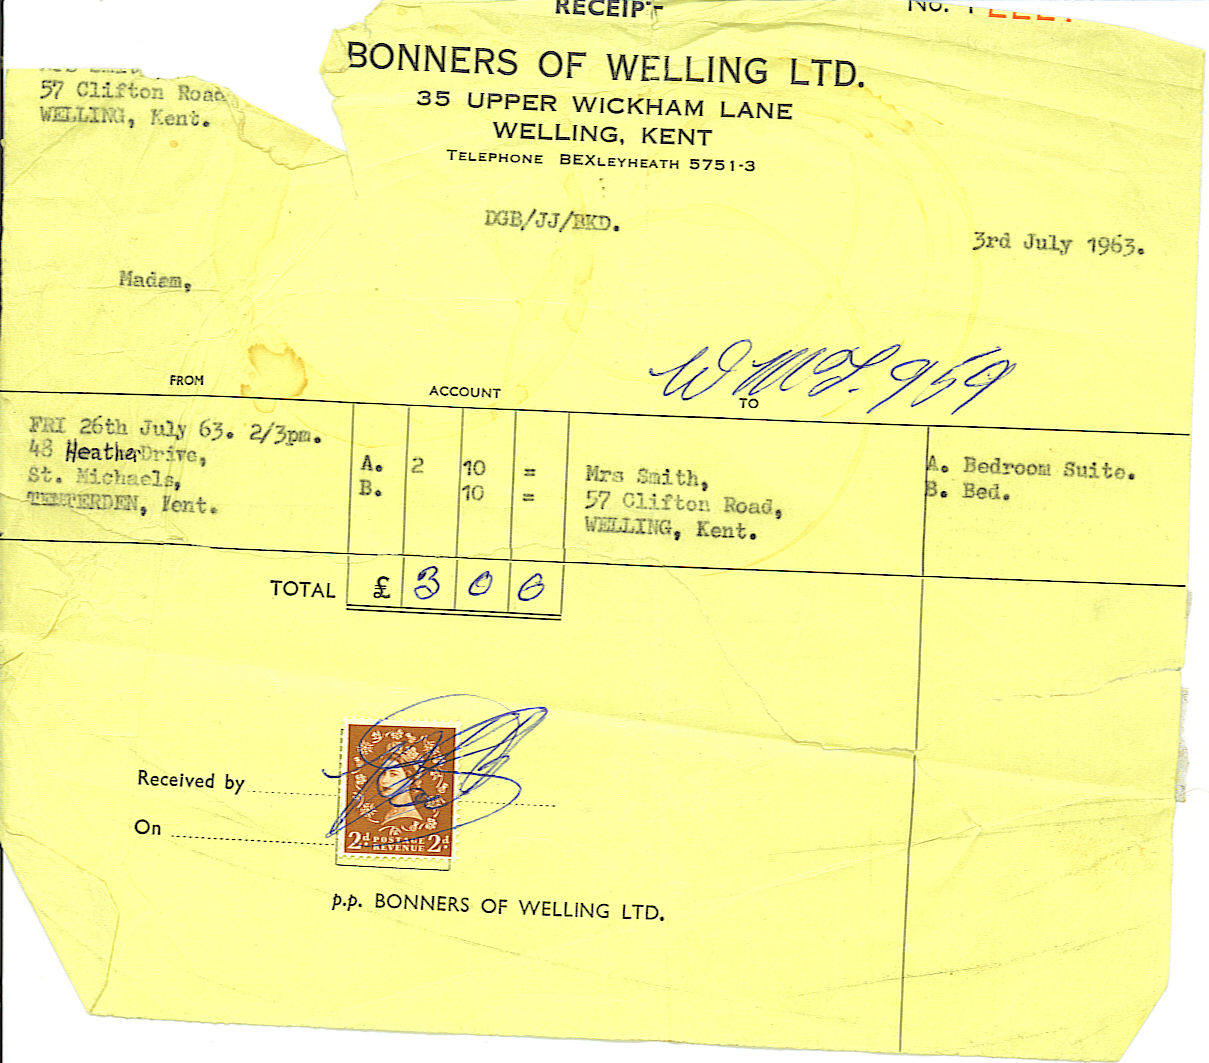 RECEIPT
No.
BONNERS OF WELLING LTD.
35 UPPER WICKHAM LANE
WELLING, KENT
TELEPHONE BEXLEYHEATH 5751-3
57 Clifton Road
WELLING, Kent.
DGB/JJ/BKD.
3rd July 1963.
Madam,
W M L. 959
FROM
ACCOUNT
TO
FRI 26th July 63. 2/3pm.
48 Heather Drive,
St. Michaels,
TENTERDEN, Kent.
A. 2 10 =
B. 10 =
Mrs Smith,
57 Clifton Road,
WELLING, Kent.
A. Bedroom Suite.
B. Bed.
TOTAL £ 3 0 0
Received by
On
2d POSTAGE REVENUE 2d
p.p. BONNERS OF WELLING LTD.